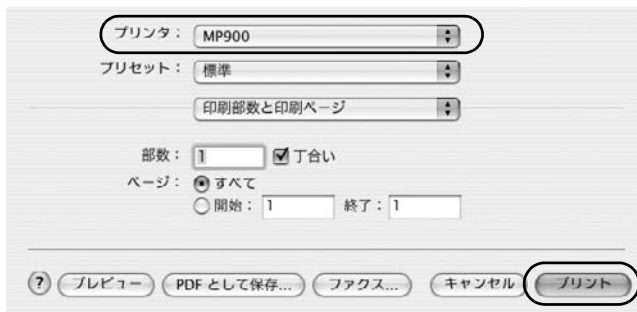 プリンタ： MP900
プリセット： 標準
印刷部数と印刷ページ
部数： 1 丁合い
ページ： すべて
開始： 1 終了： 1
? プレビュー PDF として保存... ファクス... キャンセル プリント